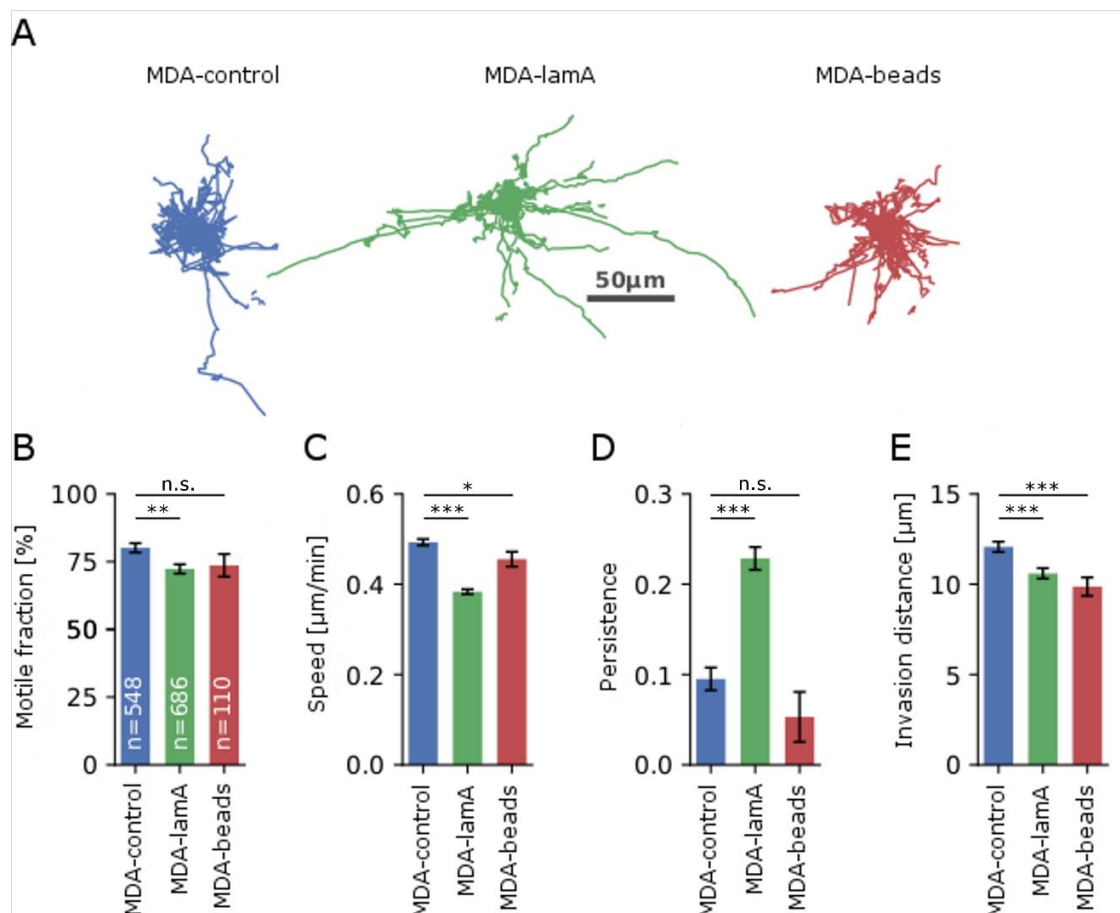 A
MDA-control MDA-lamA MDA-beads
50μm
B
n.s.
**
100
75
50
25
0
Motile fraction [%]
n=548
n=686
n=110
MDA-control
MDA-lamA
MDA-beads
C
*
***
0.6
0.4
0.2
0.0
Speed [μm/min]
MDA-control
MDA-lamA
MDA-beads
D
n.s.
***
0.3
0.2
0.1
0.0
Persistence
MDA-control
MDA-lamA
MDA-beads
E
***
***
15
10
5
0
Invasion distance [μm]
MDA-control
MDA-lamA
MDA-beads